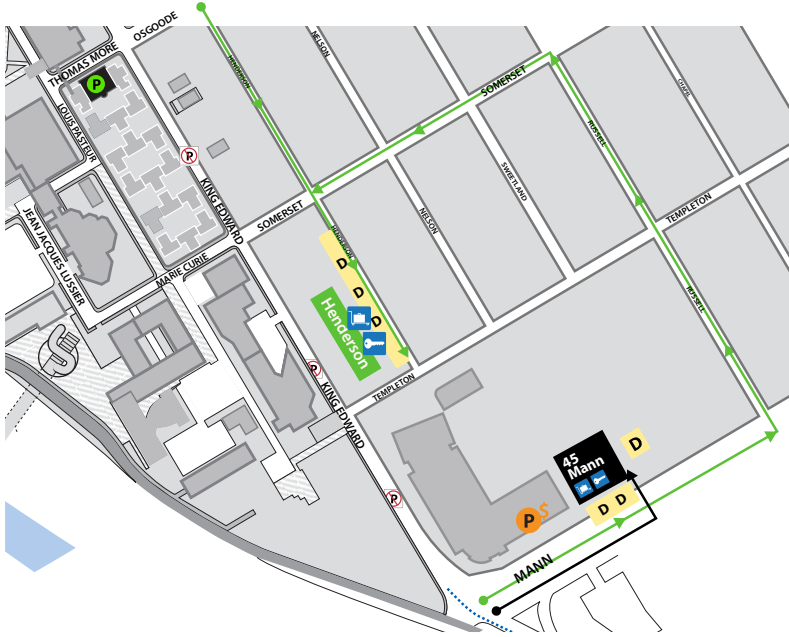 OSGOODE
THOMAS MORE
P
LOUIS PASTEUR
HENDERSON
NELSON
SOMERSET
RUSSELL
P
KING EDWARD
SOMERSET
SWEETLAND
NELSON
TEMPLETON
JEAN JACQUES LUSSIER
MARIE CURIE
HENDERSON
D
D
D
Henderson
RUSSELL
P
TEMPLETON
KING EDWARD
45
Mann
D
D D
P
P $
MANN